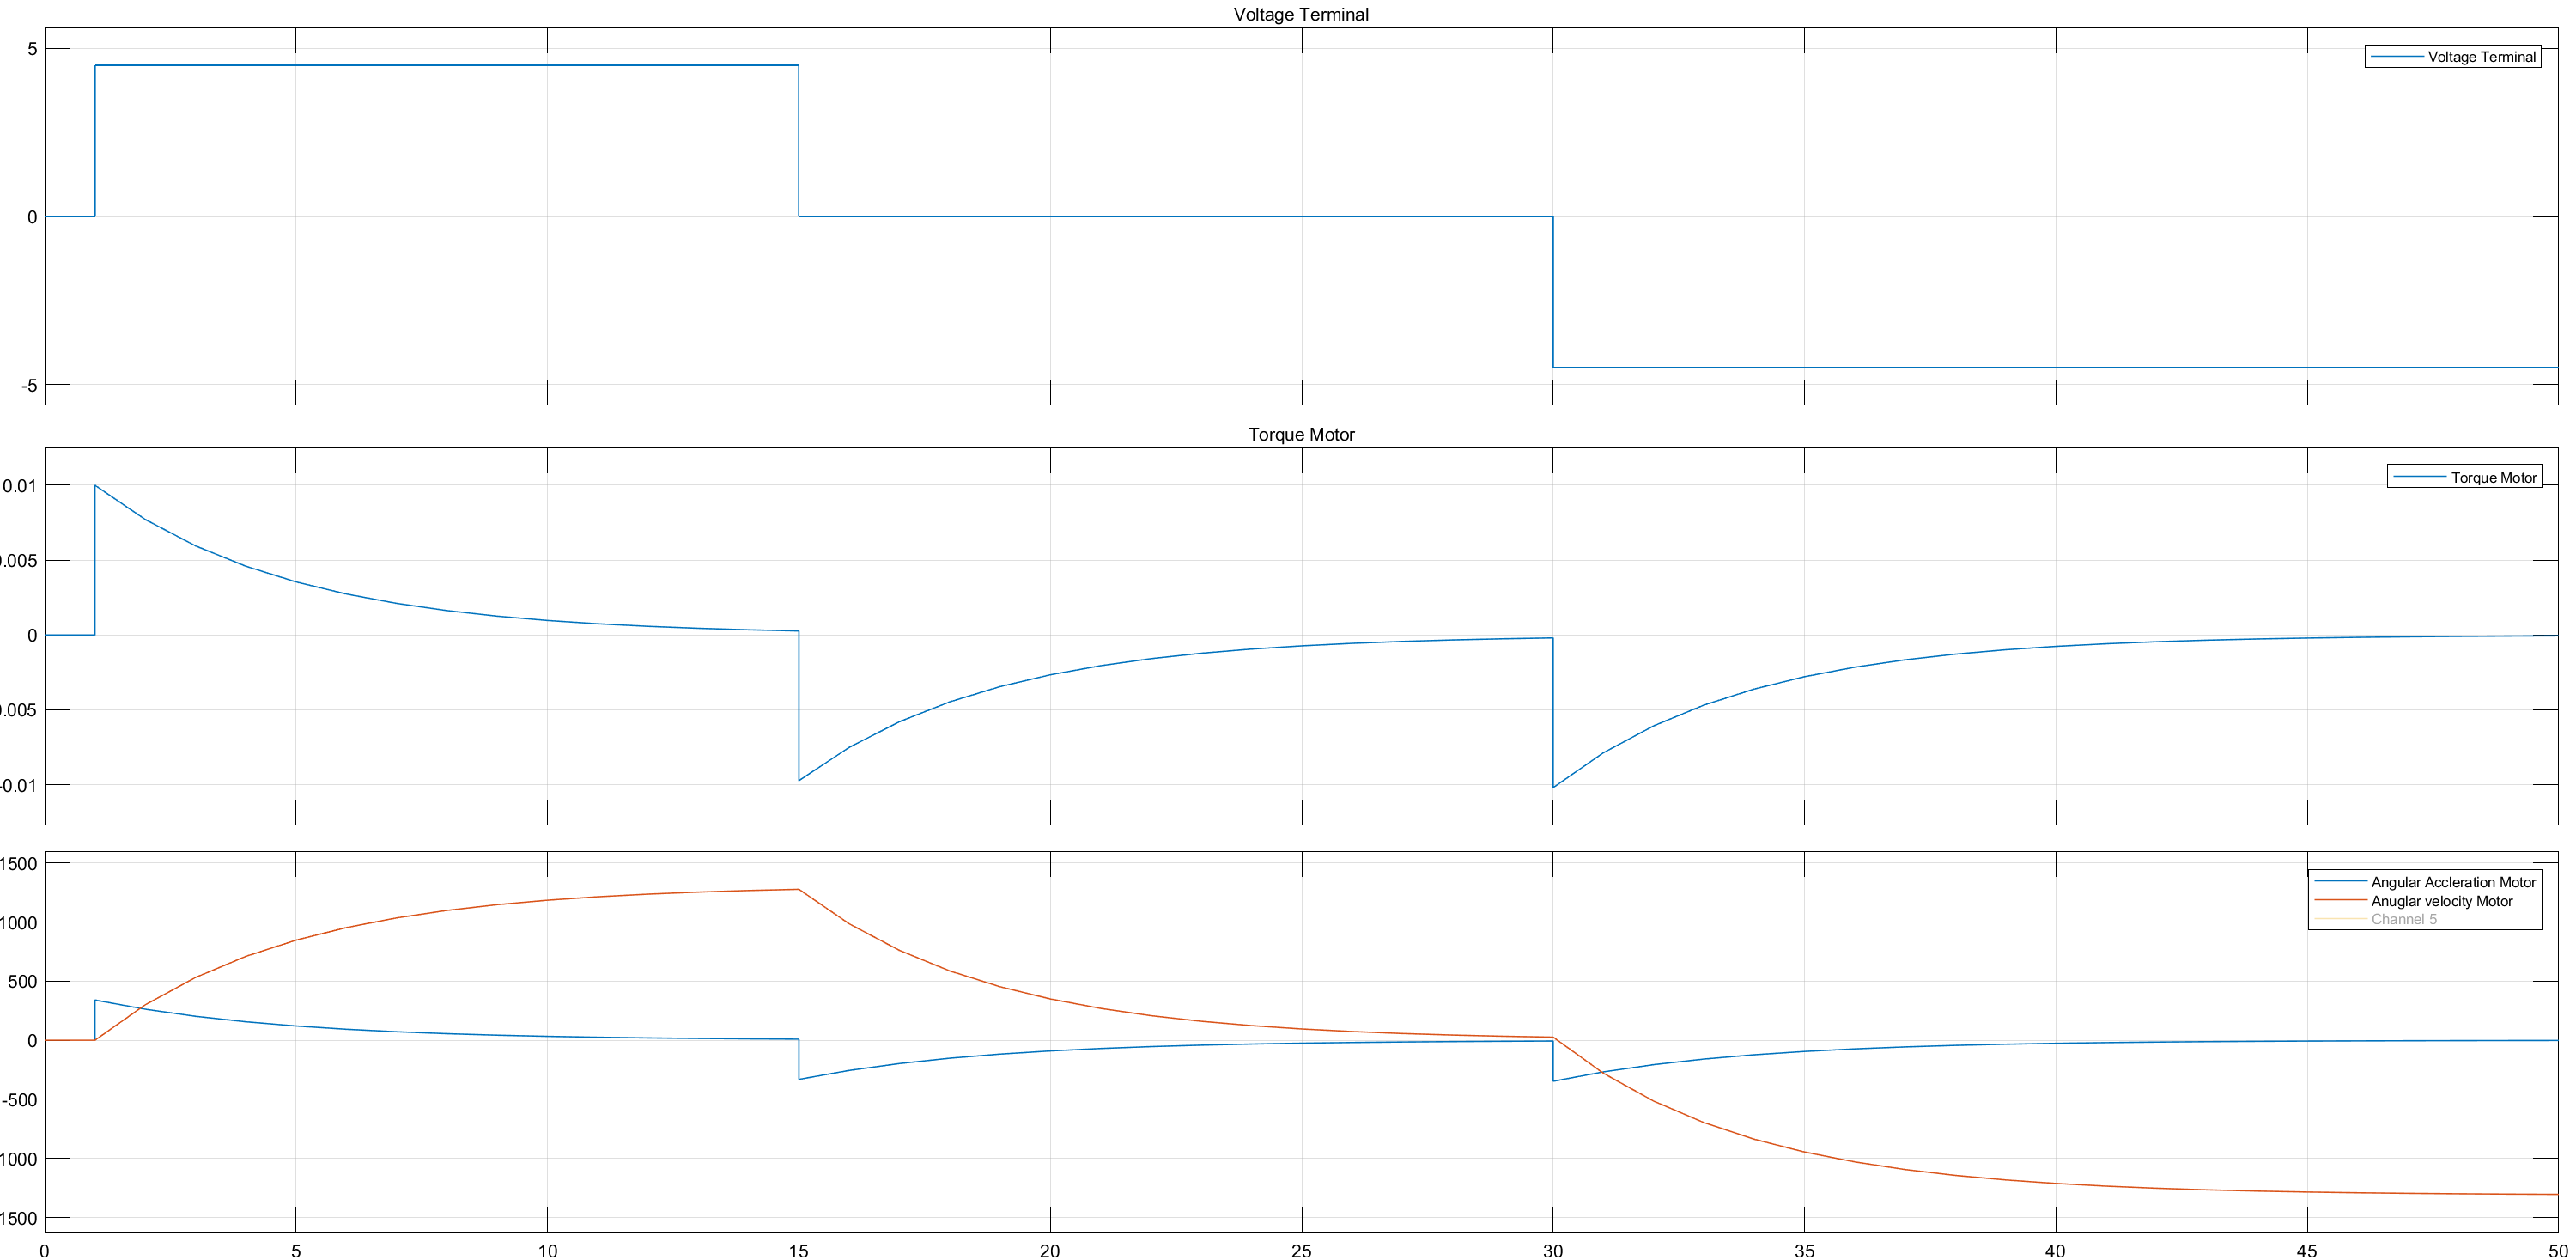 Voltage Terminal
5
Voltage Terminal
0
-5
Torque Motor
0.01
Torque Motor
0.005
0
0.005
-0.01
1500
Angular Accleration Motor
Anuglar velocity Motor
Channel 5
1000
500
0
-500
1000
1500
0 5 10 15 20 25 30 35 40 45 50